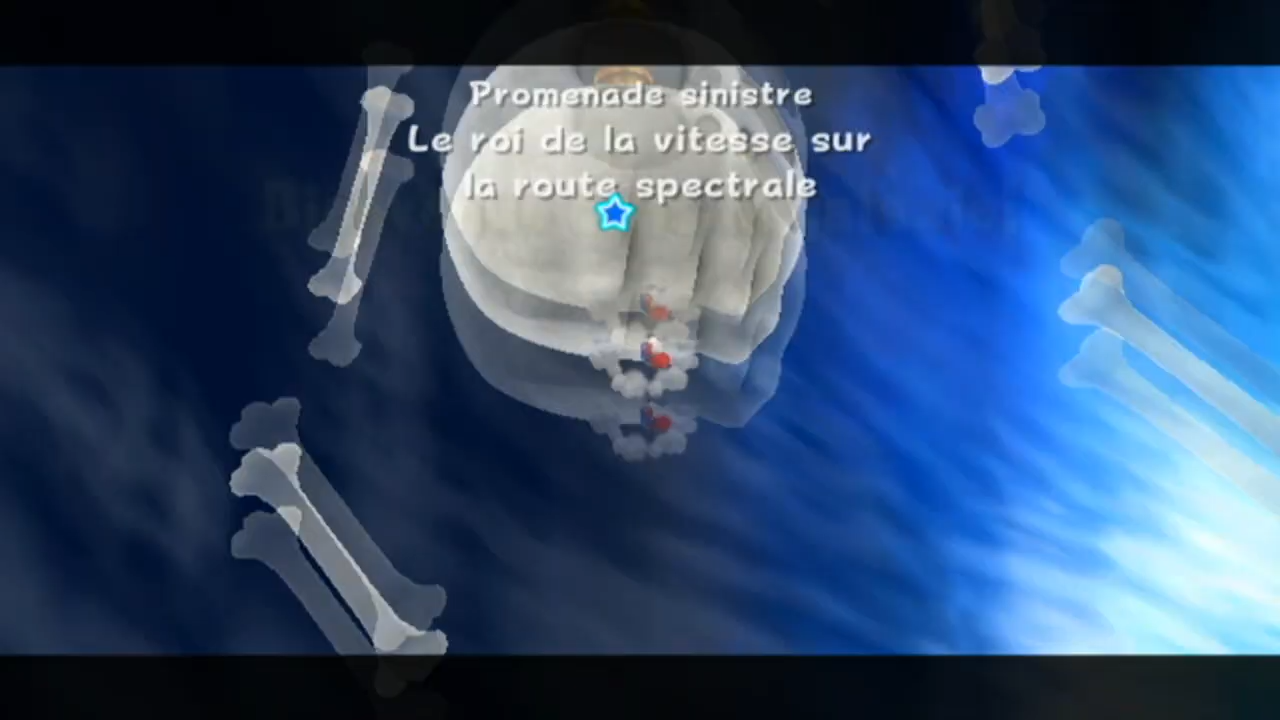 Promenade sinistre
Le roi de la vitesse sur
la route spectrale